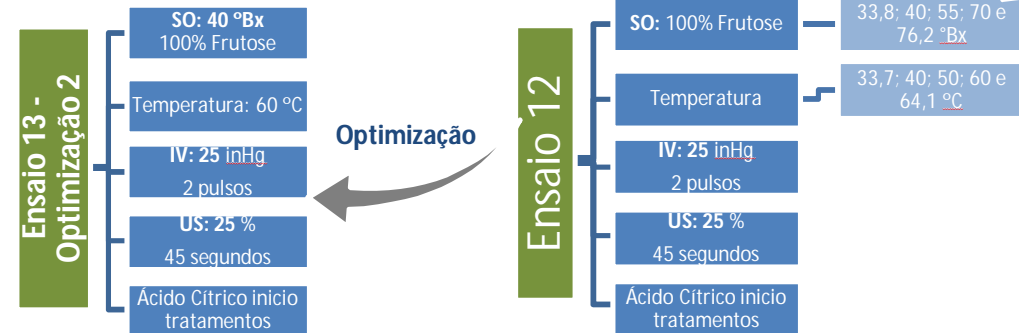 Ensaio 13 -
Optimização 2
SO: 40 ºBx
100% Frutose
Temperatura: 60 ºC
IV: 25 inHg
2 pulsos
US: 25 %
45 segundos
Ácido Cítrico inicio
tratamentos
Optimização
Ensaio 12
SO: 100% Frutose
33,8; 40; 55; 70 e
76,2 °Bx
Temperatura
33,7; 40; 50; 60 e
64,1 ºC
IV: 25 inHg
2 pulsos
US: 25 %
45 segundos
Ácido Cítrico inicio
tratamentos